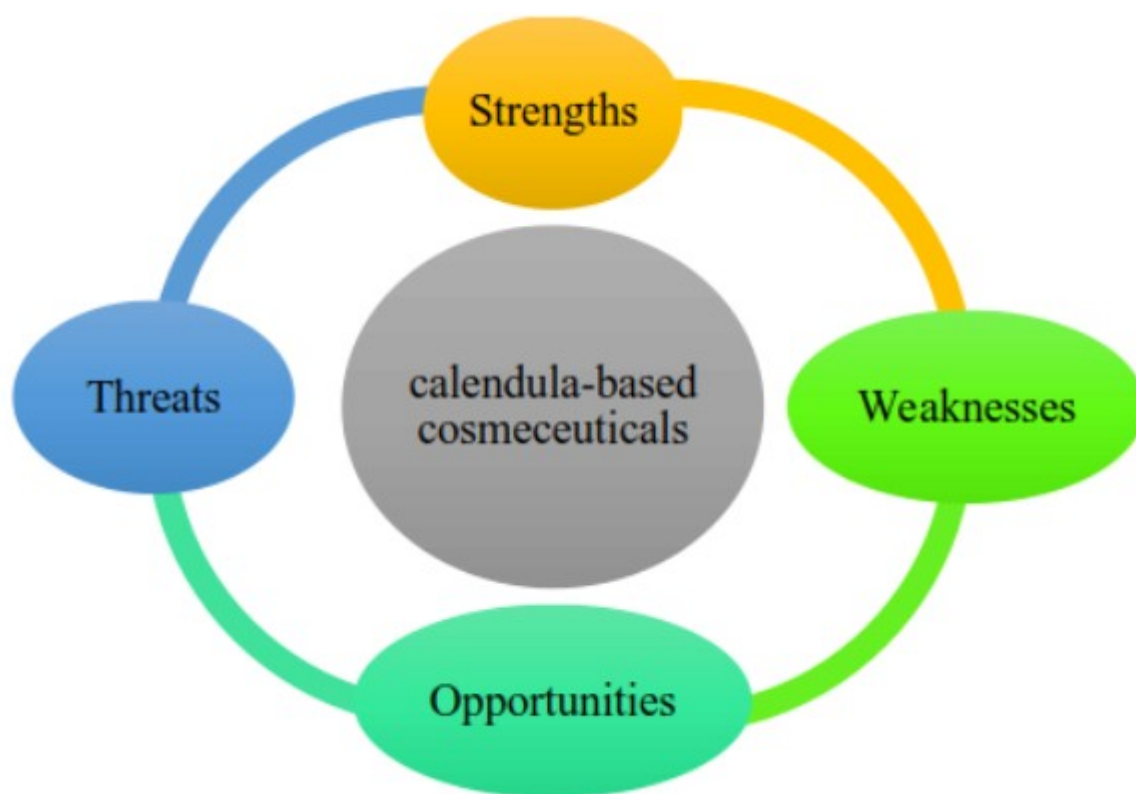 Strengths
Threats
calendula-based
cosmeceuticals
Weaknesses
Opportunities